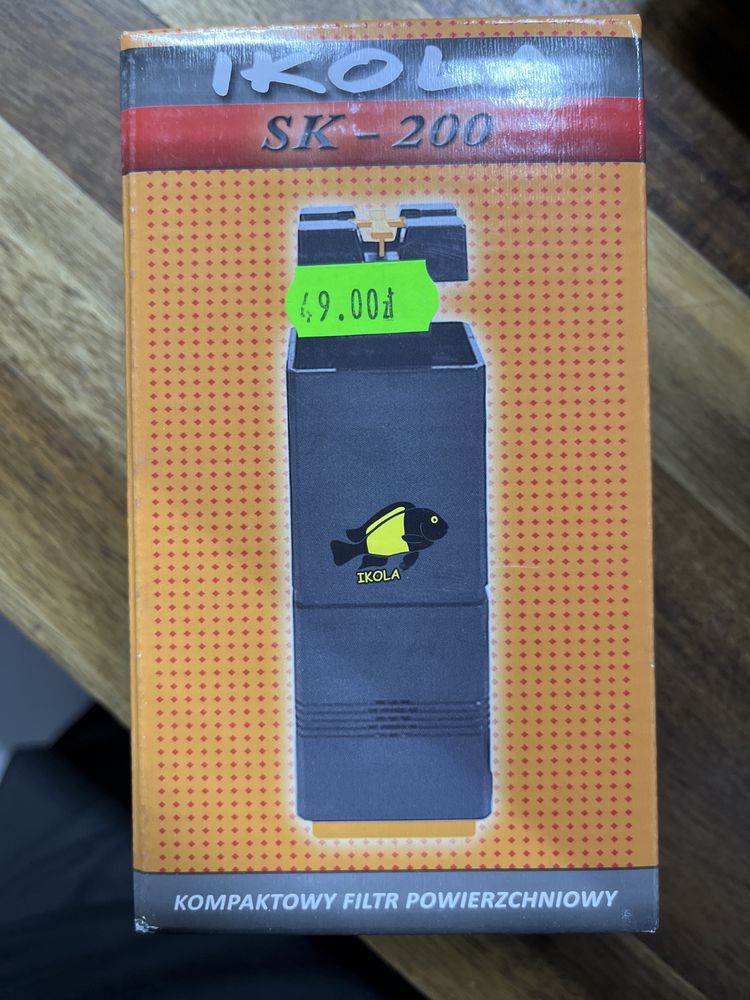 IKOLA
SK - 200
49.00zł
IKOLA
KOMPAKTOWY FILTR POWIERZCHNIOWY